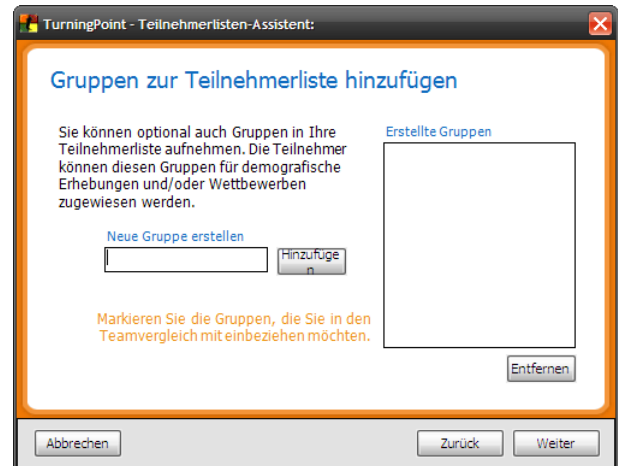 TurningPoint - Teilnehmerlisten-Assistent:
Gruppen zur Teilnehmerliste hinzufügen
Sie können optional auch Gruppen in Ihre
Teilnehmerliste aufnehmen. Die Teilnehmer
können diesen Gruppen für demografische
Erhebungen und/oder Wettbewerben
zugewiesen werden.
Erstellte Gruppen
Neue Gruppe erstellen
Hinzufüge
n
Markieren Sie die Gruppen, die Sie in den
Teamvergleich mit einbeziehen möchten.
Entfernen
Abbrechen
Zurück
Weiter